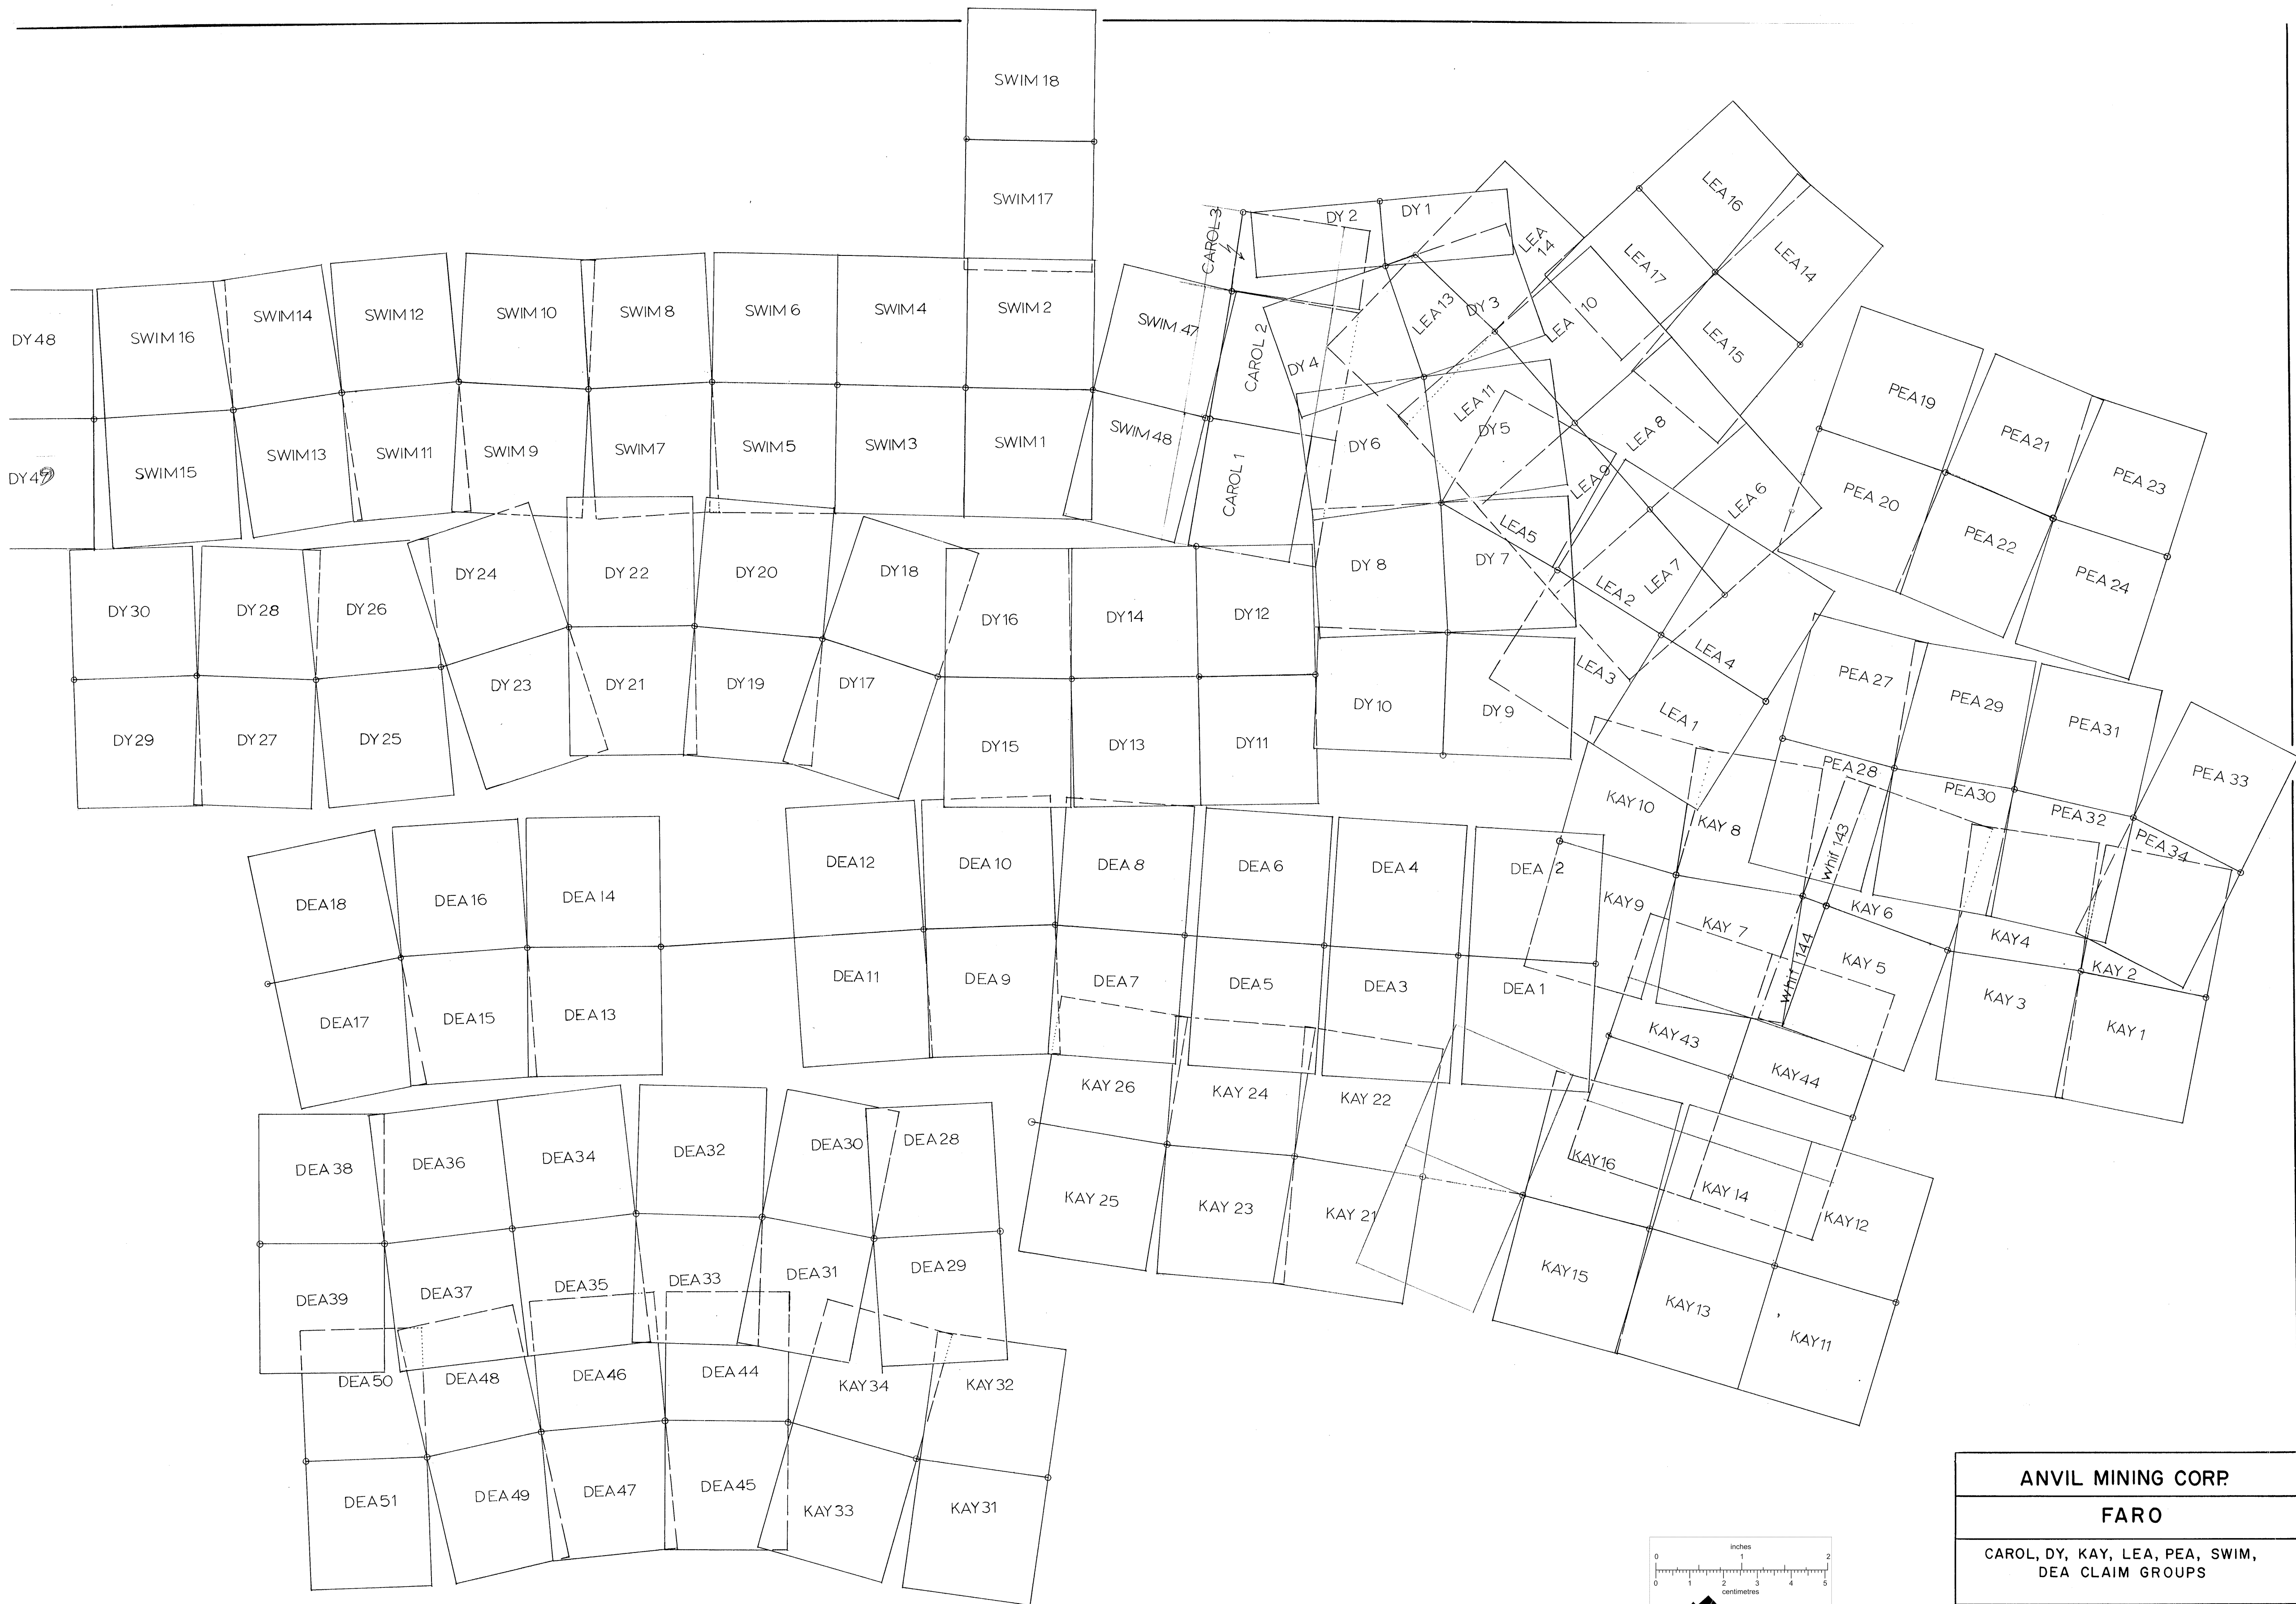 SWIM 18
SWIM 17
CAROL 3
DY 2
DY 1
LEA 14
LEA 16
LEA 17
LEA 14
LEA 15
LEA 10
LEA 13
DY 3
DY 48
SWIM 16
SWIM 14
SWIM 12
SWIM 10
SWIM 8
SWIM 6
SWIM 4
SWIM 2
SWIM 47
CAROL 2
DY 4
LEA 11
SWIM 15
SWIM 13
SWIM 11
SWIM 9
SWIM 7
SWIM 5
SWIM 3
SWIM 1
SWIM 48
CAROL 1
DY 6
DY 5
LEA 8
LEA 9
LEA 6
PEA 19
PEA 21
PEA 23
PEA 20
PEA 22
PEA 24
DY 30
DY 28
DY 26
DY 24
DY 22
DY 20
DY 18
DY 16
DY 14
DY 12
DY 8
DY 7
LEA 5
LEA 2
LEA 7
LEA 4
LEA 3
LEA 1
DY 29
DY 27
DY 25
DY 23
DY 21
DY 19
DY 17
DY 15
DY 13
DY 11
DY 10
DY 9
PEA 27
PEA 29
PEA 31
PEA 33
PEA 28
PEA 30
PEA 32
PEA 34
KAY 10
KAY 8
Whif 143
DEA 18
DEA 16
DEA 14
DEA 12
DEA 10
DEA 8
DEA 6
DEA 4
DEA 2
KAY 9
KAY 7
KAY 6
KAY 4
KAY 2
Whif 144
KAY 5
KAY 3
KAY 1
DEA 17
DEA 15
DEA 13
DEA 11
DEA 9
DEA 7
DEA 5
DEA 3
DEA 1
KAY 43
KAY 44
KAY 26
KAY 24
KAY 22
KAY 16
KAY 14
KAY 12
DEA 38
DEA 36
DEA 34
DEA 32
DEA 30
DEA 28
KAY 25
KAY 23
KAY 21
KAY 15
KAY 13
KAY 11
DEA 39
DEA 37
DEA 35
DEA 33
DEA 31
DEA 29
DEA 50
DEA 48
DEA 46
DEA 44
KAY 34
KAY 32
DEA 51
DEA 49
DEA 47
DEA 45
KAY 33
KAY 31
ANVIL MINING CORP.
FARO
CAROL, DY, KAY, LEA, PEA, SWIM,
DEA CLAIM GROUPS
inches
0 1 2
0 1 2 3 4 5
centimetres